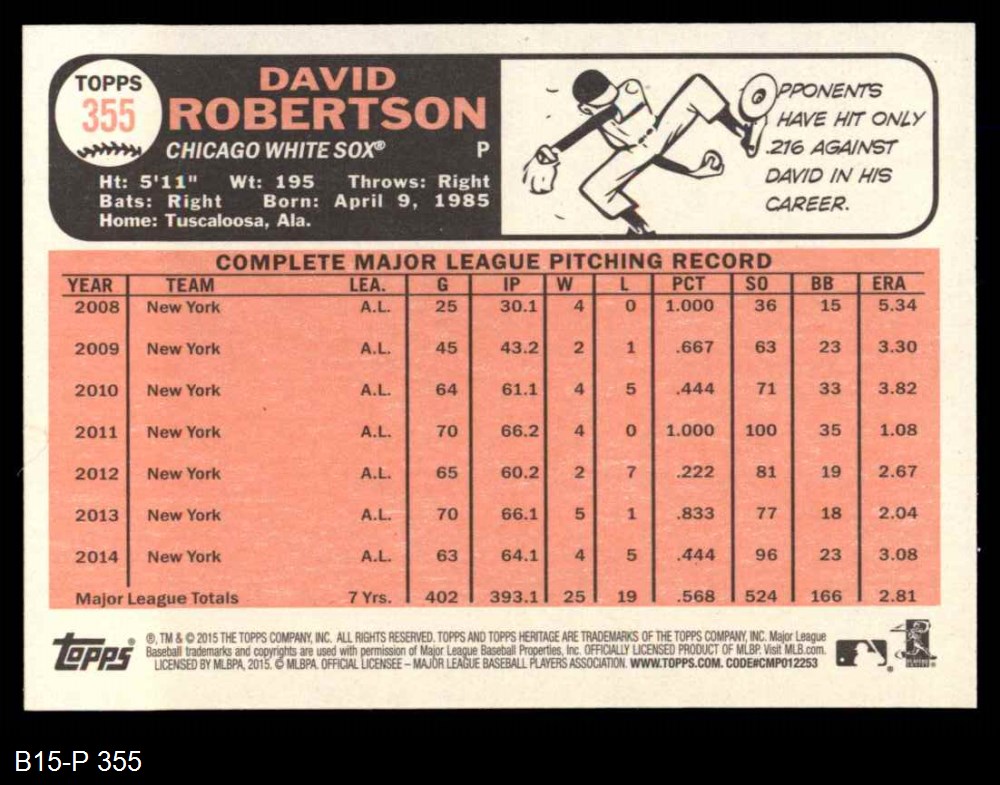 TOPPS
355
DAVID
ROBERTSON
CHICAGO WHITE SOX® P
Ht: 5'11" Wt: 195 Throws: Right
Bats: Right Born: April 9, 1985
Home: Tuscaloosa, Ala.
OPPONENTS
HAVE HIT ONLY
.216 AGAINST
DAVID IN HIS
CAREER.
COMPLETE MAJOR LEAGUE PITCHING RECORD
YEAR TEAM LEA. G IP W L PCT SO BB ERA
2008 New York A.L. 25 30.1 4 0 1.000 36 15 5.34
2009 New York A.L. 45 43.2 2 1 .667 63 23 3.30
2010 New York A.L. 64 61.1 4 5 .444 71 33 3.82
2011 New York A.L. 70 66.2 4 0 1.000 100 35 1.08
2012 New York A.L. 65 60.2 2 7 .222 81 19 2.67
2013 New York A.L. 70 66.1 5 1 .833 77 18 2.04
2014 New York A.L. 63 64.1 4 5 .444 96 23 3.08
Major League Totals 7 Yrs. 402 393.1 25 19 .568 524 166 2.81
topps®
®, TM & © 2015 THE TOPPS COMPANY, INC. ALL RIGHTS RESERVED. TOPPS AND TOPPS HERITAGE ARE TRADEMARKS OF THE TOPPS COMPANY, INC. Major League
Baseball trademarks and copyrights are used with permission of Major League Baseball Properties, Inc. OFFICIALLY LICENSED PRODUCT OF MLBP. Visit MLB.com.
LICENSED BY MLBPA, 2015. © MLBPA. OFFICIAL LICENSEE – MAJOR LEAGUE BASEBALL PLAYERS ASSOCIATION. WWW.TOPPS.COM. CODE#CMP012253
B15-P 355